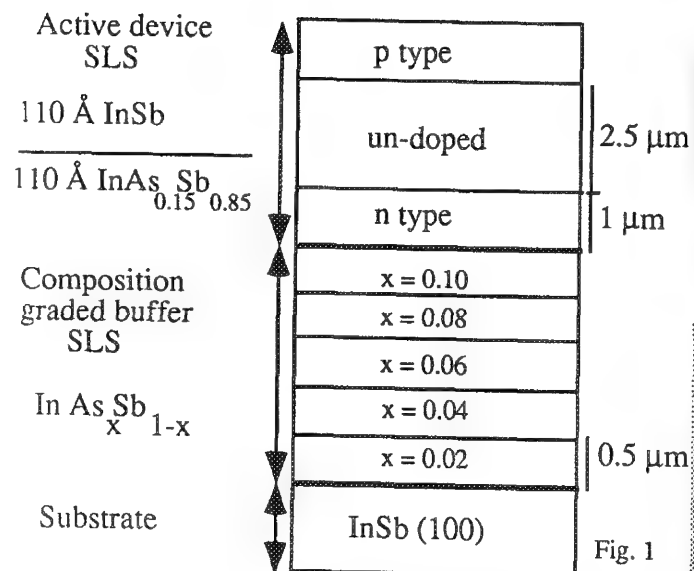 Active device
SLS
110 Å InSb
110 Å InAs0.15Sb0.85
Composition
graded buffer
SLS
In AsxSb1-x
Substrate
p type
un-doped
n type
x = 0.10
x = 0.08
x = 0.06
x = 0.04
x = 0.02
InSb (100)
2.5 µm
1 µm
0.5 µm
Fig. 1